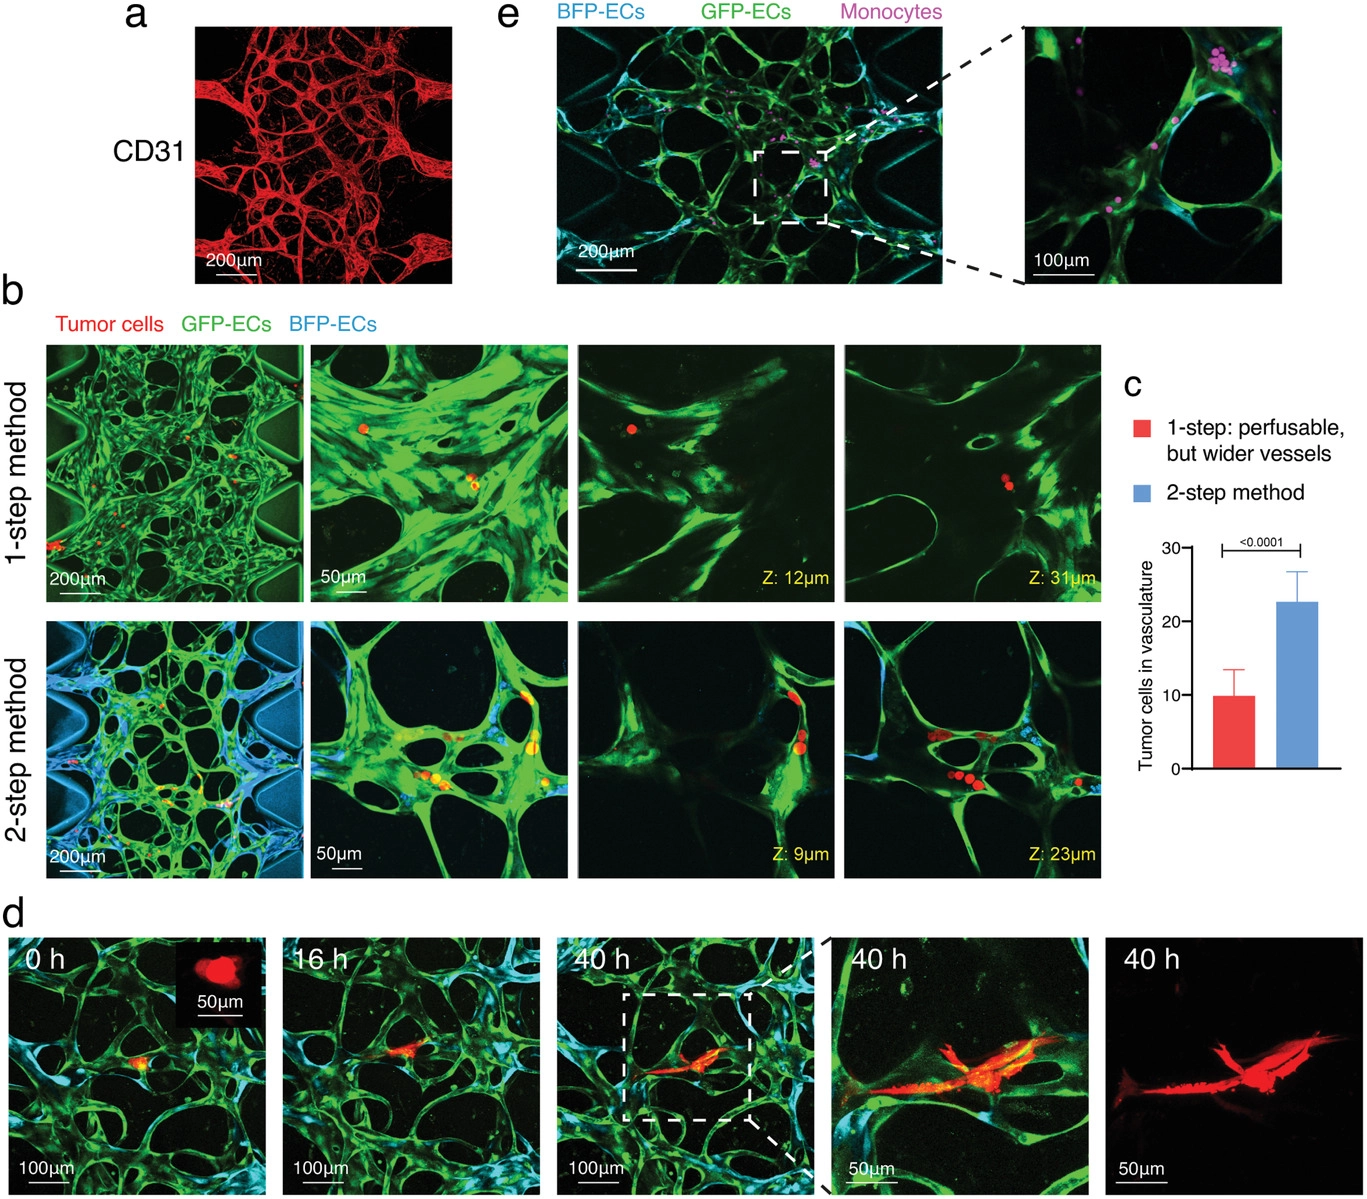 a
CD31
200μm
e
BFP-ECs GFP-ECs Monocytes
200μm
100μm
b
Tumor cells GFP-ECs BFP-ECs
1-step method
200μm
50μm
Z: 12μm
Z: 31μm
2-step method
200μm
50μm
Z: 9μm
Z: 23μm
c
1-step: perfusable,
but wider vessels
2-step method
Tumor cells in vasculature
30
20
10
0
<0.0001
d
0 h
50μm
100μm
16 h
100μm
40 h
100μm
40 h
50μm
40 h
50μm